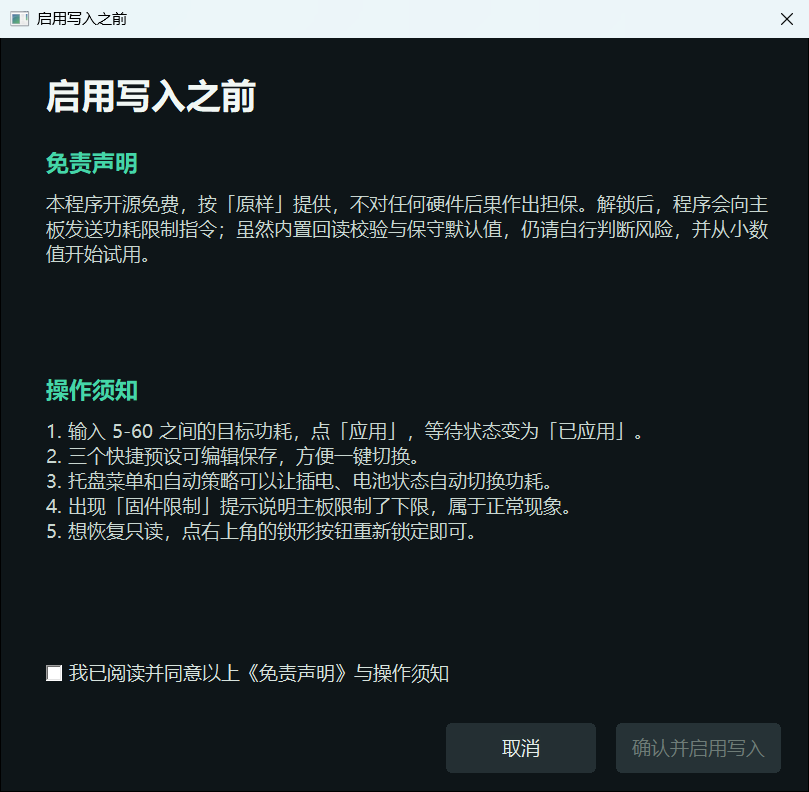 启用写入之前
启用写入之前
免责声明
本程序开源免费，按「原样」提供，不对任何硬件后果作出担保。解锁后，程序会向主
板发送功耗限制指令；虽然内置回读校验与保守默认值，仍请自行判断风险，并从小数
值开始试用。
操作须知
1. 输入 5-60 之间的目标功耗，点「应用」，等待状态变为「已应用」。
2. 三个快捷预设可编辑保存，方便一键切换。
3. 托盘菜单和自动策略可以让插电、电池状态自动切换功耗。
4. 出现「固件限制」提示说明主板限制了下限，属于正常现象。
5. 想恢复只读，点右上角的锁形按钮重新锁定即可。
我已阅读并同意以上《免责声明》与操作须知
取消
确认并启用写入